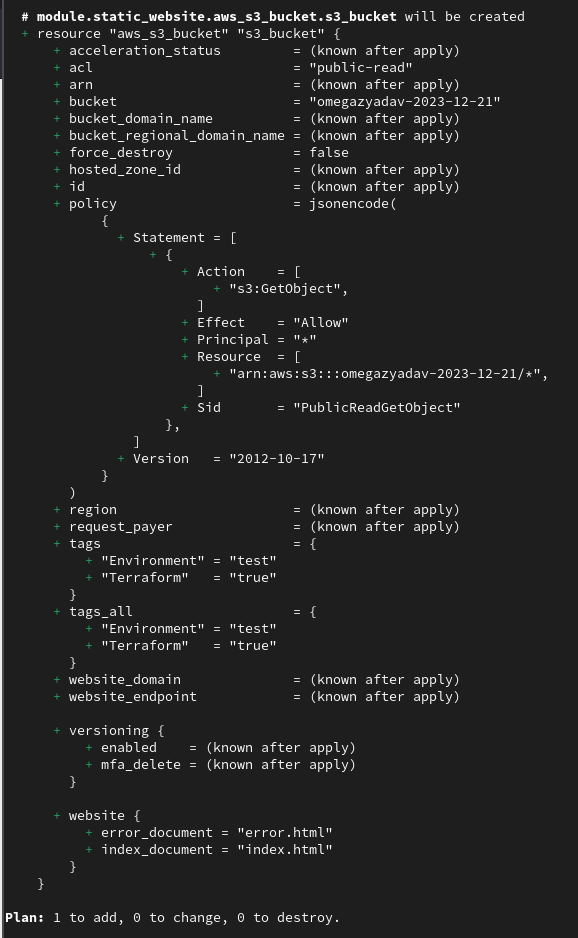 # module.static_website.aws_s3_bucket.s3_bucket will be created
+ resource "aws_s3_bucket" "s3_bucket" {
+ acceleration_status = (known after apply)
+ acl = "public-read"
+ arn = (known after apply)
+ bucket = "omegazyadav-2023-12-21"
+ bucket_domain_name = (known after apply)
+ bucket_regional_domain_name = (known after apply)
+ force_destroy = false
+ hosted_zone_id = (known after apply)
+ id = (known after apply)
+ policy = jsonencode(
{
+ Statement = [
+ {
+ Action = [
+ "s3:GetObject",
]
+ Effect = "Allow"
+ Principal = "*"
+ Resource = [
+ "arn:aws:s3:::omegazyadav-2023-12-21/*",
]
+ Sid = "PublicReadGetObject"
},
]
+ Version = "2012-10-17"
}
)
+ region = (known after apply)
+ request_payer = (known after apply)
+ tags = {
+ "Environment" = "test"
+ "Terraform" = "true"
}
+ tags_all = {
+ "Environment" = "test"
+ "Terraform" = "true"
}
+ website_domain = (known after apply)
+ website_endpoint = (known after apply)
+ versioning {
+ enabled = (known after apply)
+ mfa_delete = (known after apply)
}
+ website {
+ error_document = "error.html"
+ index_document = "index.html"
}
}
Plan: 1 to add, 0 to change, 0 to destroy.